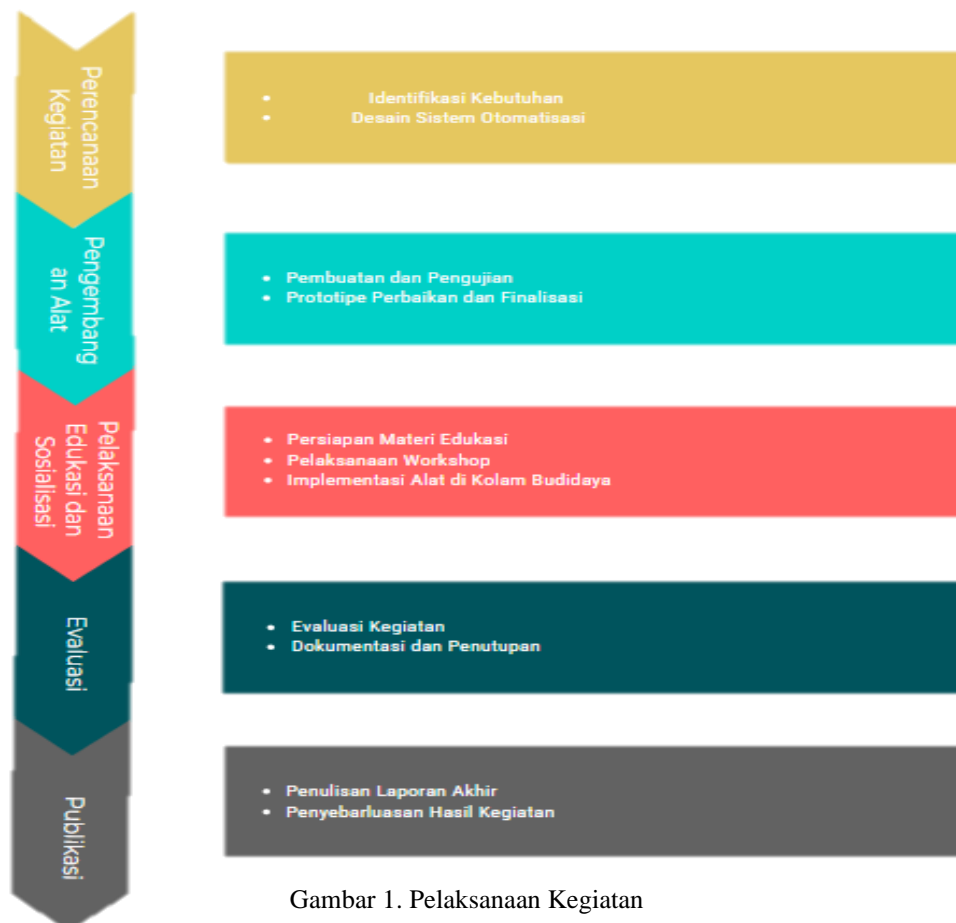 Perencanaan
Kegiatan
• Identifikasi Kebutuhan
• Desain Sistem Otomatisasi
Pengembang
an Alat
• Pembuatan dan Pengujian
• Prototipe Perbaikan dan Finalisasi
Pelaksanaan
Edukasi dan
Sosialisasi
• Persiapan Materi Edukasi
• Pelaksanaan Workshop
• Implementasi Alat di Kolam Budidaya
Evaluasi
• Evaluasi Kegiatan
• Dokumentasi dan Penutupan
Publikasi
• Penulisan Laporan Akhir
• Penyebarluasan Hasil Kegiatan
Gambar 1. Pelaksanaan Kegiatan